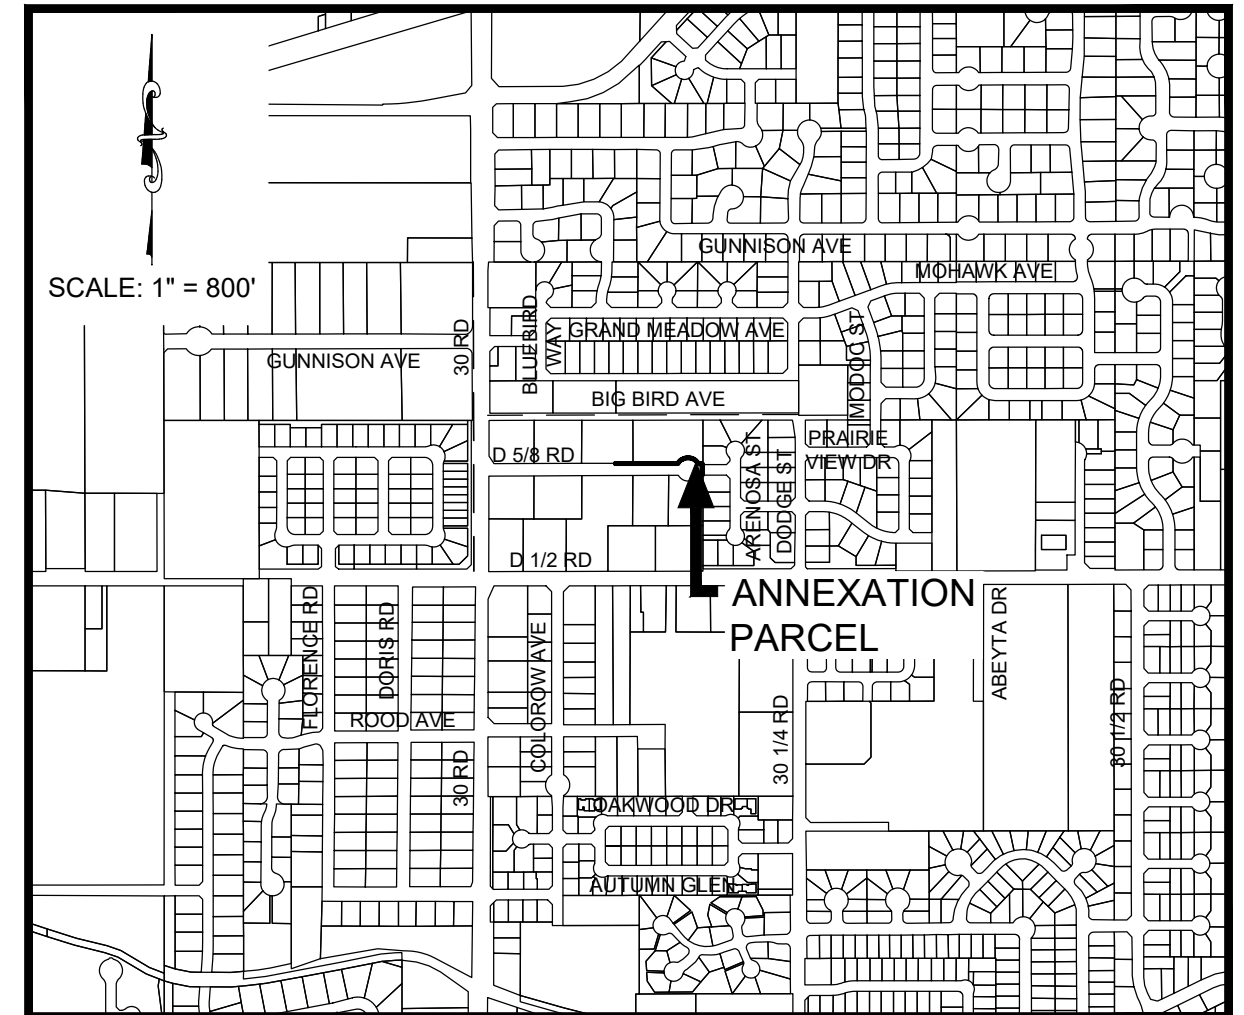 GUNNISON AVE
MOHAWK AVE
SCALE: 1" = 800'
30 RD
BLUEBIRD
WAY
GRAND MEADOW AVE
MODOC ST
GUNNISON AVE
BIG BIRD AVE
D 5/8 RD
ARENOSA ST
DODGE ST
PRAIRIE
VIEW DR
D 1/2 RD
ANNEXATION
PARCEL
FLORENCE RD
DORIS RD
COLOROW AVE
ABEYTA DR
ROOD AVE
30 RD
30 1/4 RD
30 1/2 RD
OAKWOOD DR
AUTUMN GLEN